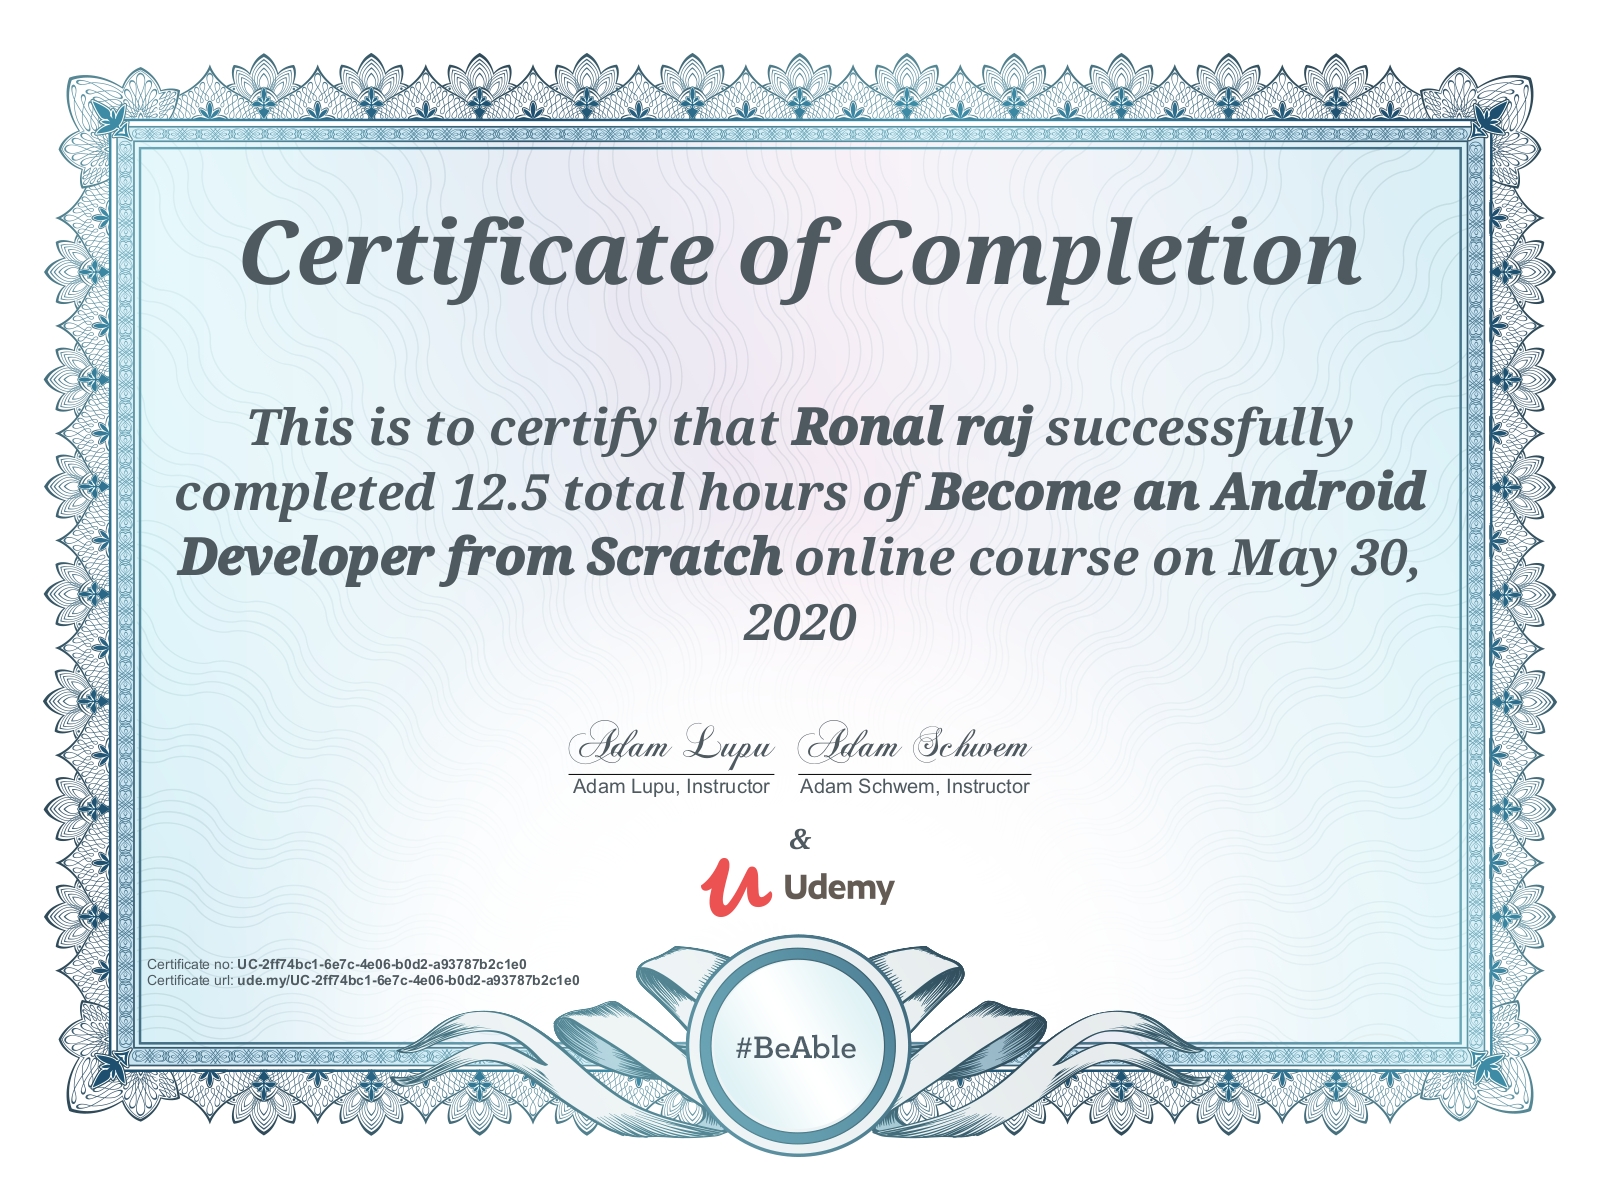 Certificate of Completion
This is to certify that Ronal raj successfully
completed 12.5 total hours of Become an Android
Developer from Scratch online course on May 30,
2020
Adam Lupu Adam Schwem
Adam Lupu, Instructor Adam Schwem, Instructor
&
Udemy
Certificate no: UC-2ff74bc1-6e7c-4e06-b0d2-a93787b2c1e0
Certificate url: ude.my/UC-2ff74bc1-6e7c-4e06-b0d2-a93787b2c1e0
#BeAble